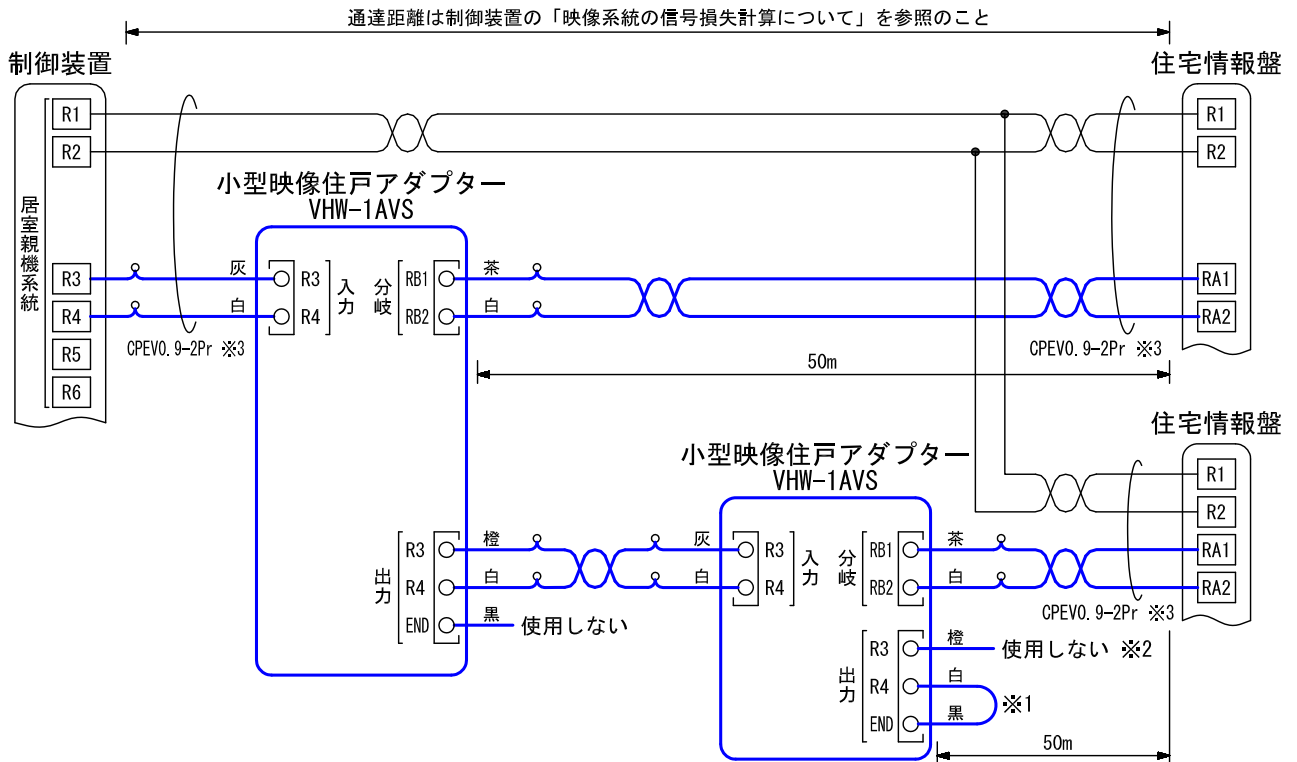 通達距離は制御装置の「映像系統の信号損失計算について」を参照のこと
制御装置
住宅情報盤
R1
R2
居室親機系統
R3
R4
R5
R6
CPEV0.9-2Pr ※3
小型映像住戸アダプター
VHW-1AVS
灰
白
R3
R4
入力
分岐
RB1
RB2
茶
白
R1
R2
RA1
RA2
CPEV0.9-2Pr ※3
50m
住宅情報盤
小型映像住戸アダプター
VHW-1AVS
R1
R2
RA1
RA2
出力
R3
R4
END
橙
白
黒
使用しない
灰
白
R3
R4
入力
分岐
RB1
RB2
茶
白
CPEV0.9-2Pr ※3
出力
R3
R4
END
橙
白
黒
使用しない ※2
※1
50m